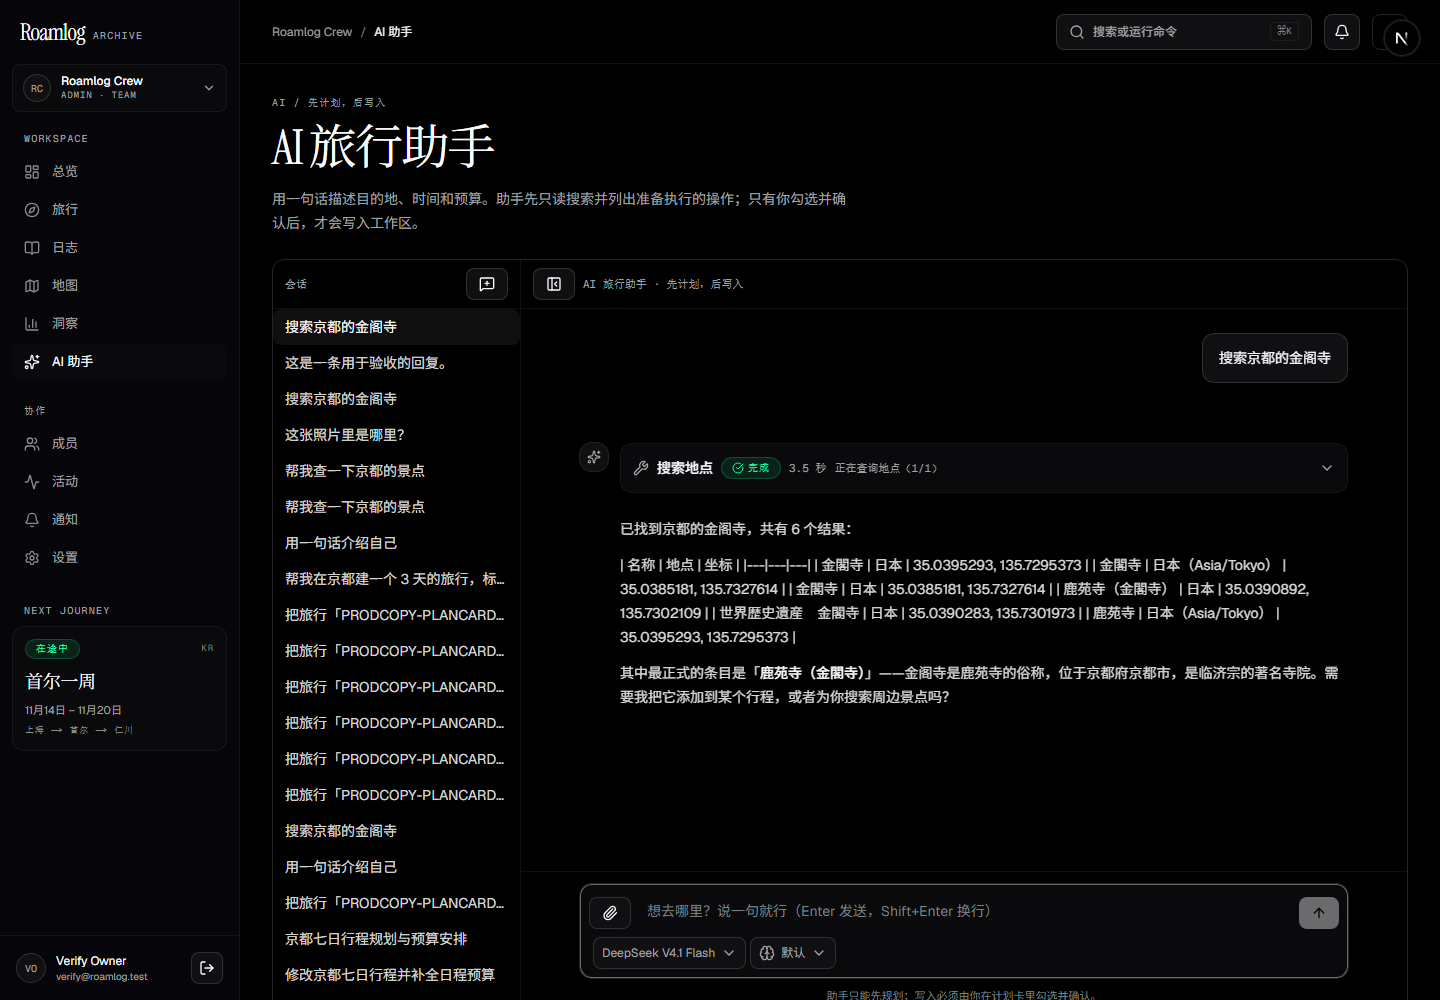 Roamlog ARCHIVE
RC
Roamlog Crew
ADMIN · TEAM
WORKSPACE
总览
旅行
日志
地图
洞察
AI 助手
协作
成员
活动
通知
设置
NEXT JOURNEY
在途中
KR
首尔一周
11月14日 – 11月20日
上海 → 首尔 → 仁川
VO
Verify Owner
verify@roamlog.test
Roamlog Crew / AI 助手
搜索或运行命令
⌘K
N
AI / 先计划，后写入
AI 旅行助手
用一句话描述目的地、时间和预算。助手先只读搜索并列出准备执行的操作；只有你勾选并确
认后，才会写入工作区。
会话
搜索京都的金阁寺
这是一条用于验收的回复。
搜索京都的金阁寺
这张照片里是哪里？
帮我查一下京都的景点
帮我查一下京都的景点
用一句话介绍自己
帮我在京都建一个 3 天的旅行，标...
把旅行「PRODCOPY-PLANCARD...
把旅行「PRODCOPY-PLANCARD...
把旅行「PRODCOPY-PLANCARD...
把旅行「PRODCOPY-PLANCARD...
把旅行「PRODCOPY-PLANCARD...
把旅行「PRODCOPY-PLANCARD...
搜索京都的金阁寺
用一句话介绍自己
把旅行「PRODCOPY-PLANCARD...
京都七日行程规划与预算安排
修改京都七日行程并补全日程预算
AI 旅行助手 · 先计划，后写入
搜索京都的金阁寺
搜索地点 完成 3.5 秒 正在查询地点（1/1）
已找到京都的金阁寺，共有 6 个结果：
| 名称 | 地点 | 坐标 | |---|---|---| | 金閣寺 | 日本 | 35.0395293, 135.7295373 | | 金閣寺 | 日本（Asia/Tokyo） |
35.0385181, 135.7327614 | | 金閣寺 | 日本 | 35.0385181, 135.7327614 | | 鹿苑寺（金閣寺） | 日本 | 35.0390892,
135.7302109 | | 世界歴史遺産　金閣寺 | 日本 | 35.0390283, 135.7301973 | | 鹿苑寺 | 日本（Asia/Tokyo） |
35.0395293, 135.7295373 |
其中最正式的条目是「鹿苑寺（金閣寺）」——金阁寺是鹿苑寺的俗称，位于京都府京都市，是临济宗的著名寺院。需
要我把它添加到某个行程，或者为你搜索周边景点吗？
想去哪里？说一句就行（Enter 发送，Shift+Enter 换行）
DeepSeek V4.1 Flash
默认
助手只能先规划；写入必须由你在计划卡里勾选并确认。